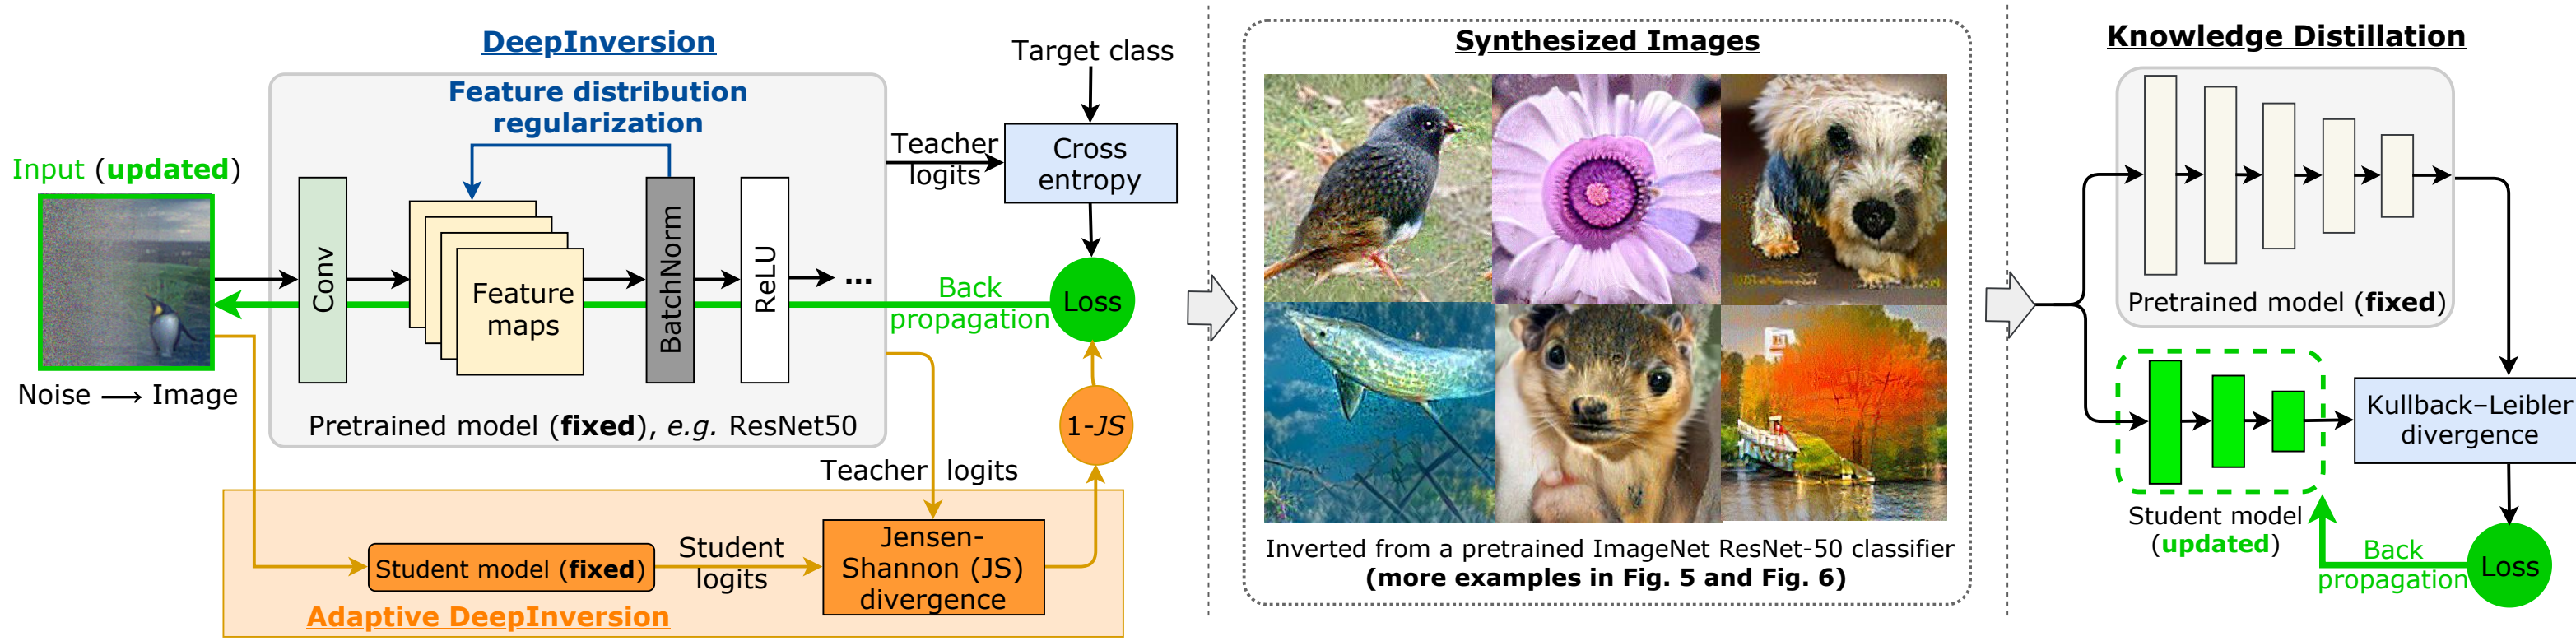 DeepInversion
Feature distribution
regularization
Input (updated)
Noise → Image
Conv
Feature
maps
BatchNorm
ReLU
...
Pretrained model (fixed), e.g. ResNet50
Target class
Teacher
logits
Cross
entropy
Loss
Back
propagation
1-JS
Teacher logits
Student model (fixed)
Student
logits
Jensen-
Shannon (JS)
divergence
Adaptive DeepInversion
Synthesized Images
Inverted from a pretrained ImageNet ResNet-50 classifier
(more examples in Fig. 5 and Fig. 6)
Knowledge Distillation
Pretrained model (fixed)
Kullback–Leibler
divergence
Student model
(updated)
Back
propagation
Loss